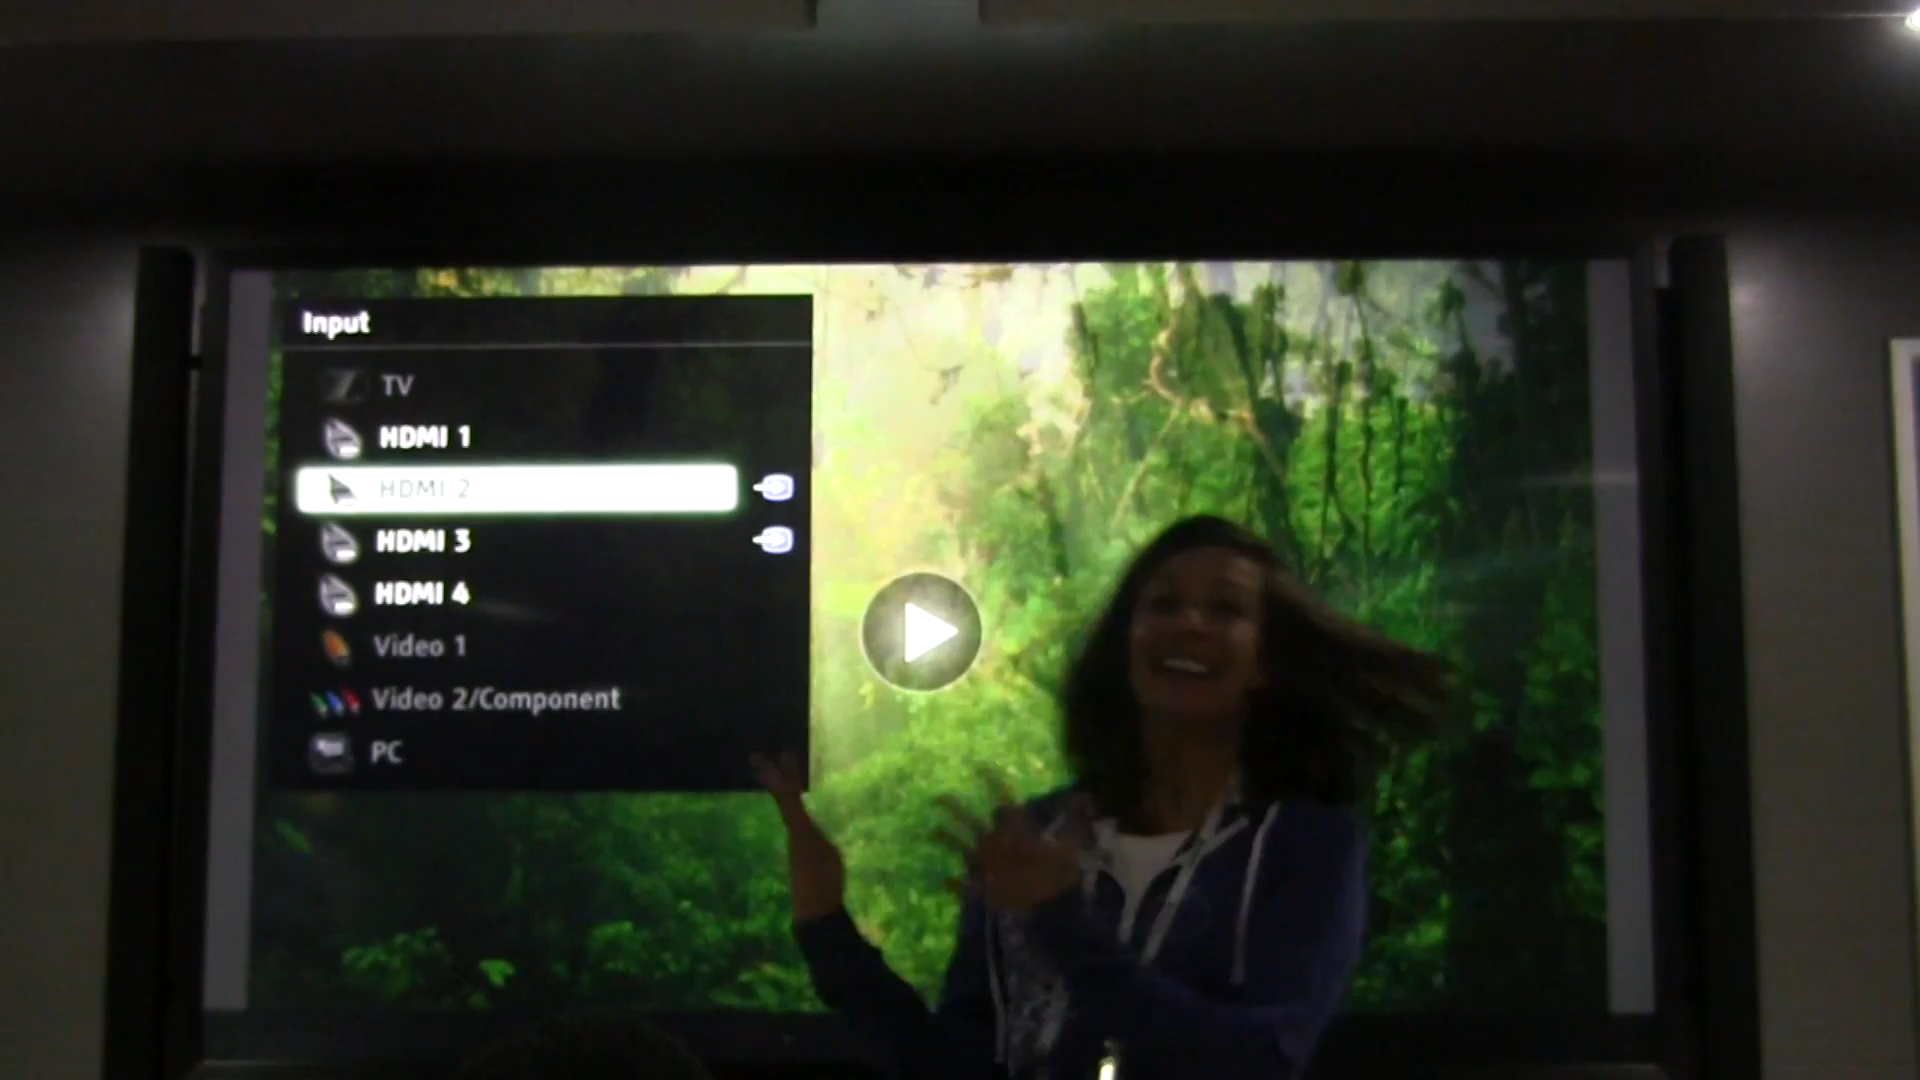 Input
TV
HDMI 1
HDMI 2
HDMI 3
HDMI 4
Video 1
Video 2/Component
PC